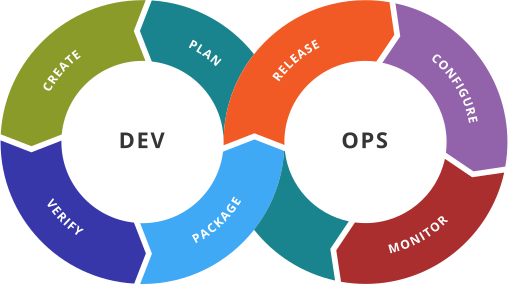 CREATE
PLAN
RELEASE
CONFIGURE
DEV
OPS
VERIFY
PACKAGE
MONITOR